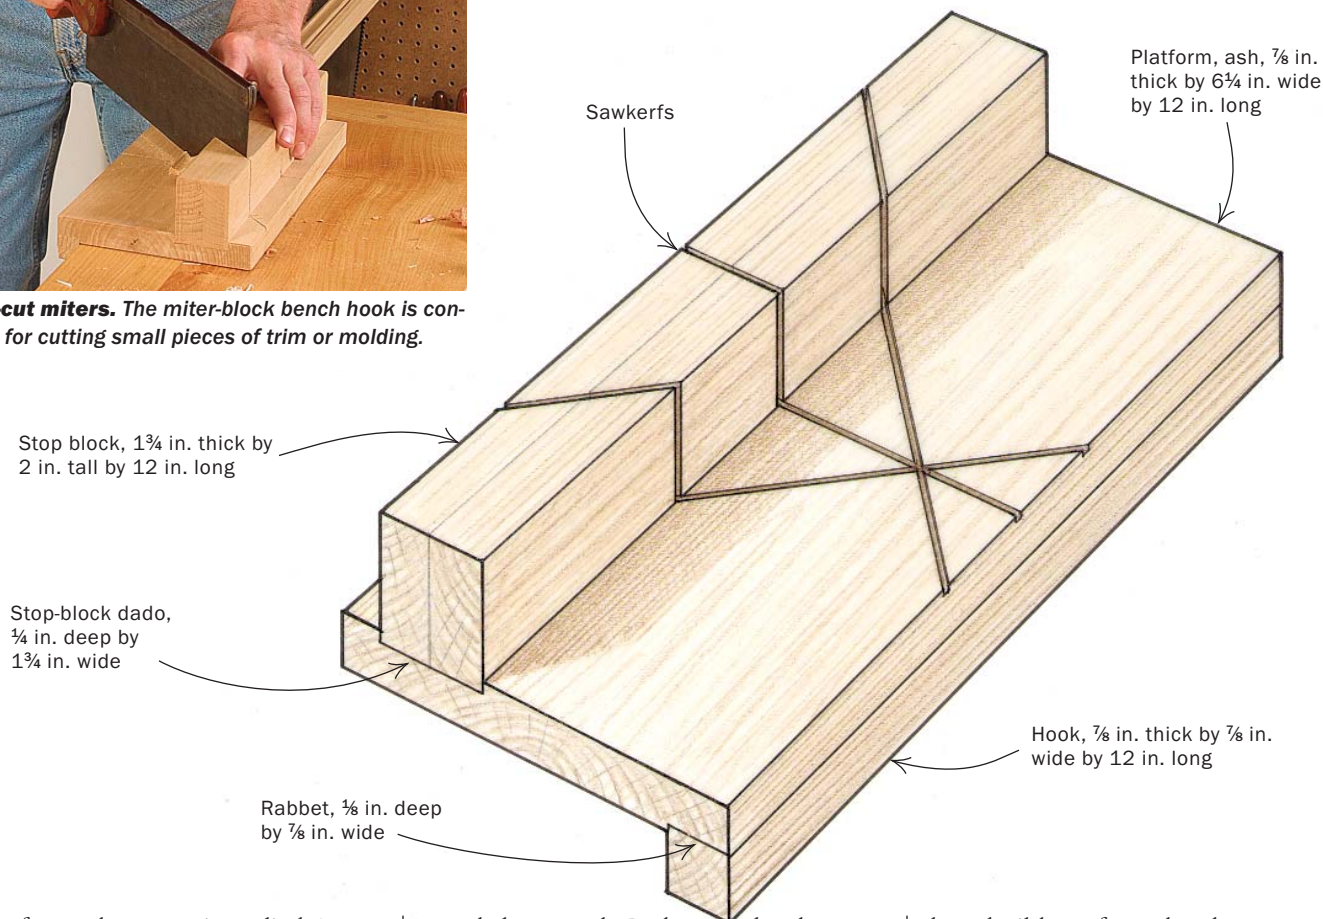 -cut miters. The miter-block bench hook is con-
for cutting small pieces of trim or molding.
Sawkerfs
Platform, ash, ⅞ in.
thick by 6¼ in. wide
by 12 in. long
Stop block, 1¾ in. thick by
2 in. tall by 12 in. long
Stop-block dado,
¼ in. deep by
1¾ in. wide
Hook, ⅞ in. thick by ⅞ in.
wide by 12 in. long
Rabbet, ⅛ in. deep
by ⅞ in. wide